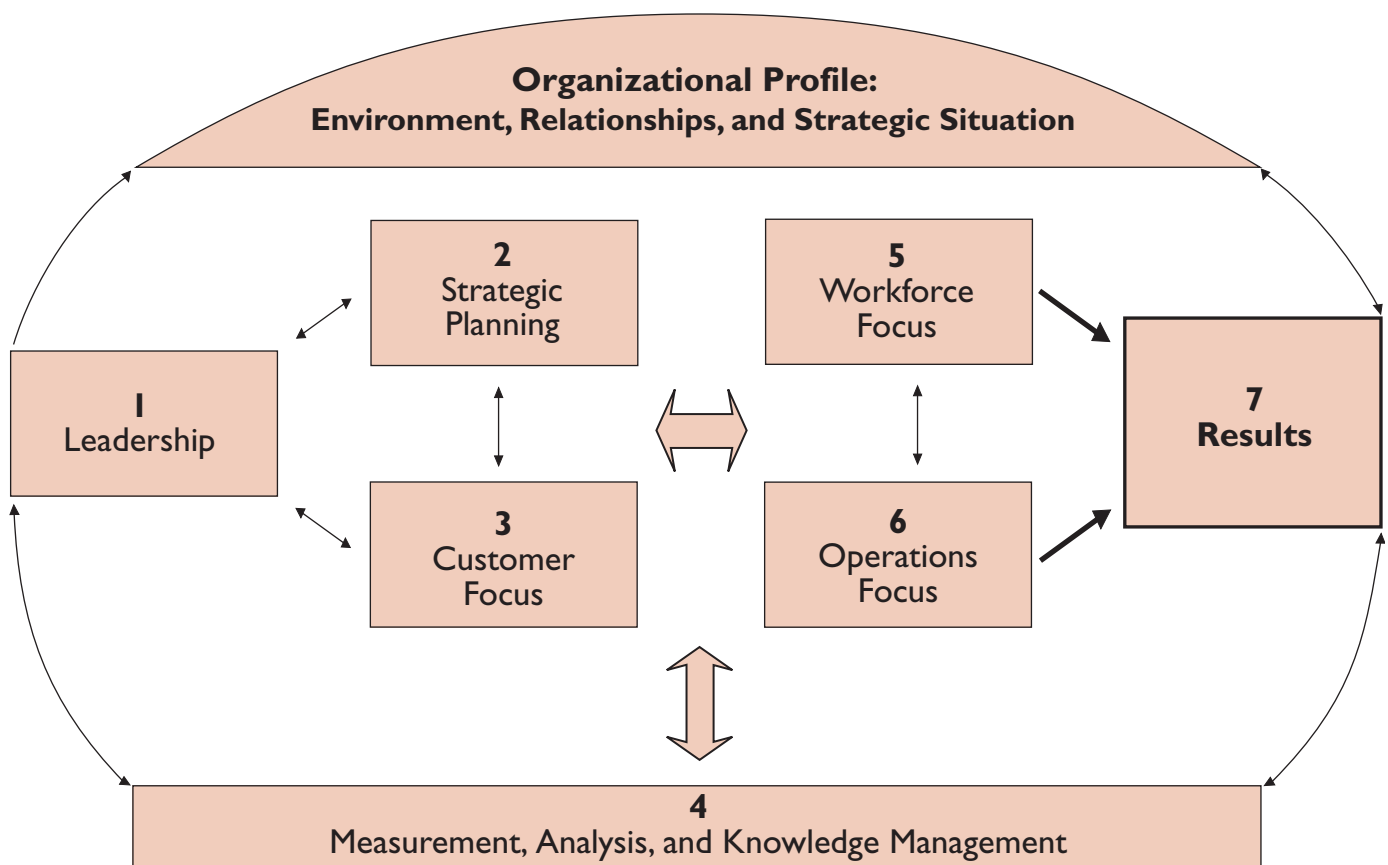 Organizational Profile:
Environment, Relationships, and Strategic Situation
2
Strategic
Planning
5
Workforce
Focus
1
Leadership
7
Results
3
Customer
Focus
6
Operations
Focus
4
Measurement, Analysis, and Knowledge Management